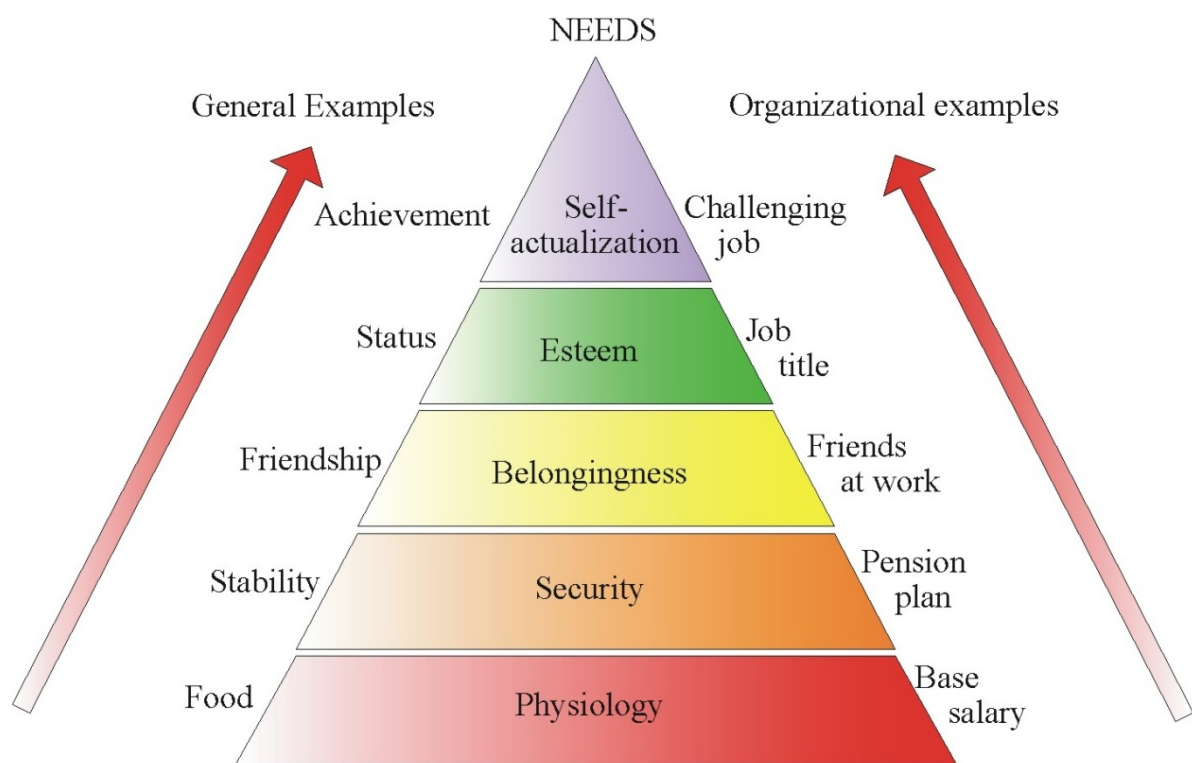 NEEDS
General Examples
Organizational examples
Achievement
Self-
actualization
Challenging
job
Status
Esteem
Job
title
Friendship
Belongingness
Friends
at work
Stability
Security
Pension
plan
Food
Physiology
Base
salary